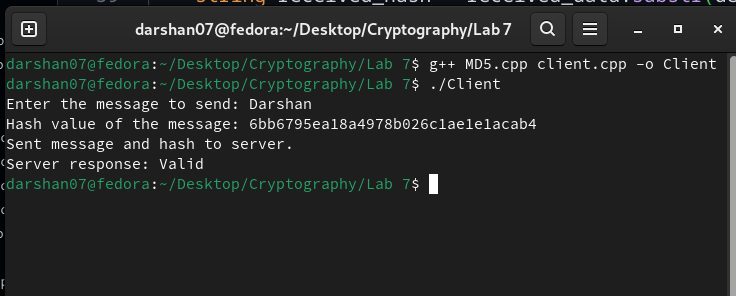 darshan07@fedora:~/Desktop/Cryptography/Lab 7
darshan07@fedora:~/Desktop/Cryptography/Lab 7$ g++ MD5.cpp client.cpp -o Client
darshan07@fedora:~/Desktop/Cryptography/Lab 7$ ./Client
Enter the message to send: Darshan
Hash value of the message: 6bb6795ea18a4978b026c1ae1e1acab4
Sent message and hash to server.
Server response: Valid
darshan07@fedora:~/Desktop/Cryptography/Lab 7$